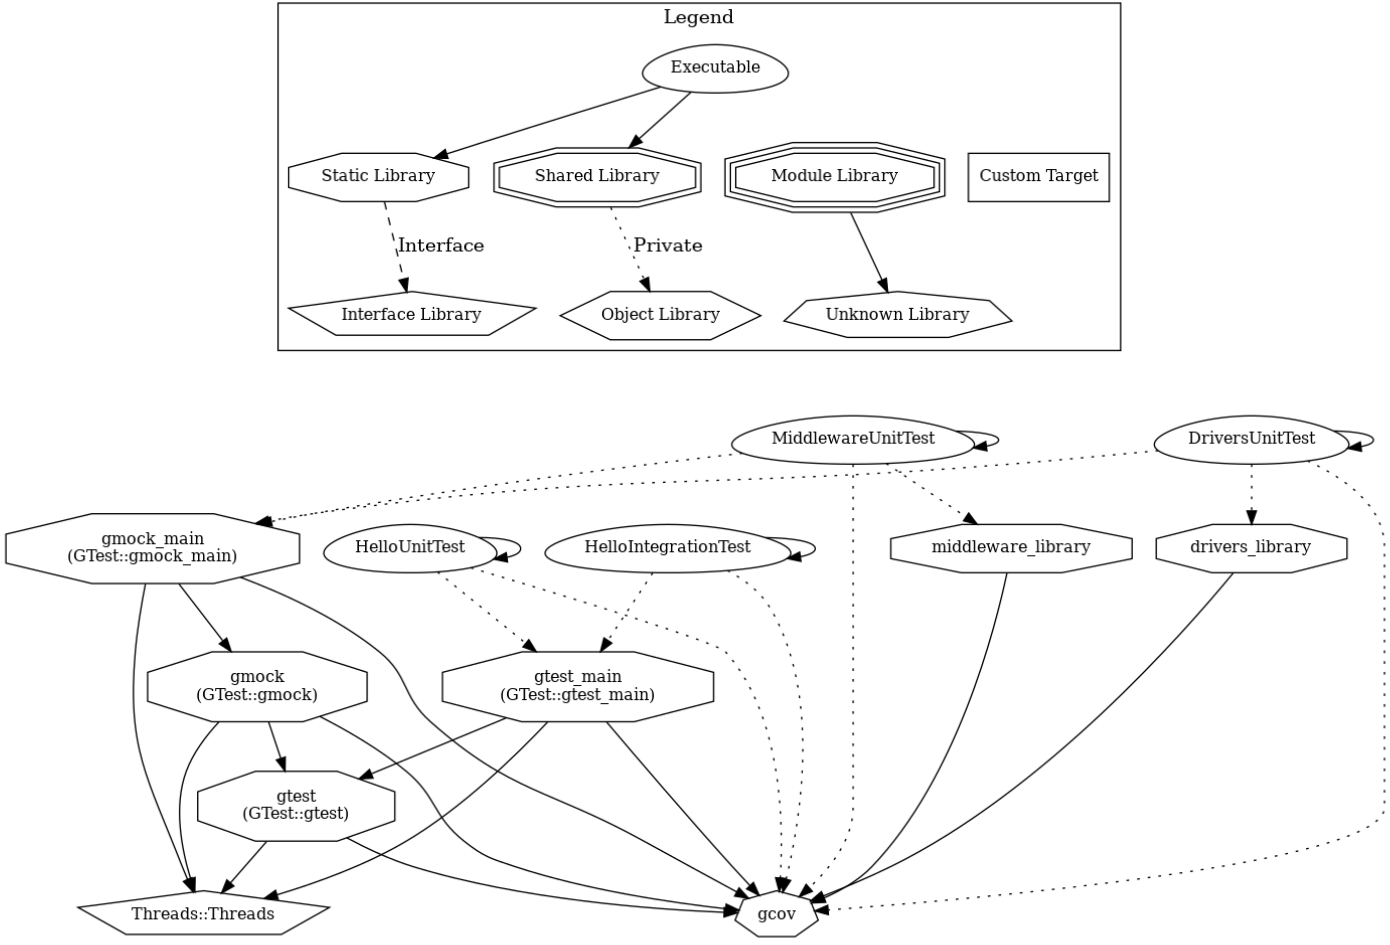 Legend
Executable
Static Library
Shared Library
Module Library
Custom Target
Interface
Private
Interface Library
Object Library
Unknown Library
MiddlewareUnitTest
DriversUnitTest
gmock_main
(GTest::gmock_main)
HelloUnitTest
HelloIntegrationTest
middleware_library
drivers_library
gmock
(GTest::gmock)
gtest_main
(GTest::gtest_main)
gtest
(GTest::gtest)
Threads::Threads
gcov